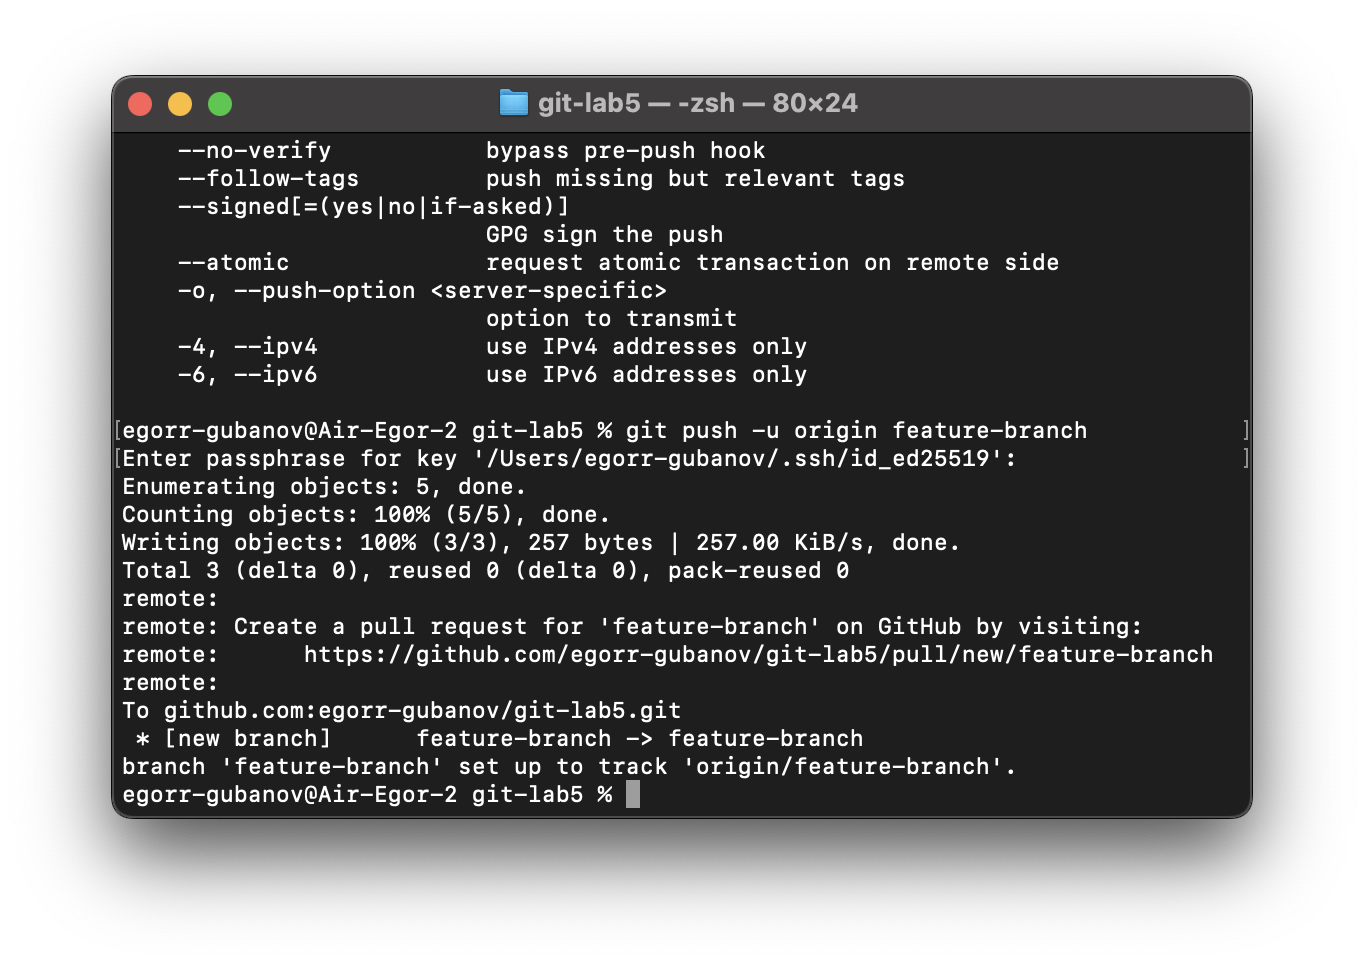 git-lab5 — -zsh — 80×24
--no-verify bypass pre-push hook
--follow-tags push missing but relevant tags
--signed[=(yes|no|if-asked)]
GPG sign the push
--atomic request atomic transaction on remote side
-o, --push-option <server-specific>
option to transmit
-4, --ipv4 use IPv4 addresses only
-6, --ipv6 use IPv6 addresses only
[egorr-gubanov@Air-Egor-2 git-lab5 % git push -u origin feature-branch ]
[Enter passphrase for key '/Users/egorr-gubanov/.ssh/id_ed25519': ]
Enumerating objects: 5, done.
Counting objects: 100% (5/5), done.
Writing objects: 100% (3/3), 257 bytes | 257.00 KiB/s, done.
Total 3 (delta 0), reused 0 (delta 0), pack-reused 0
remote:
remote: Create a pull request for 'feature-branch' on GitHub by visiting:
remote: https://github.com/egorr-gubanov/git-lab5/pull/new/feature-branch
remote:
To github.com:egorr-gubanov/git-lab5.git
* [new branch] feature-branch -> feature-branch
branch 'feature-branch' set up to track 'origin/feature-branch'.
egorr-gubanov@Air-Egor-2 git-lab5 %